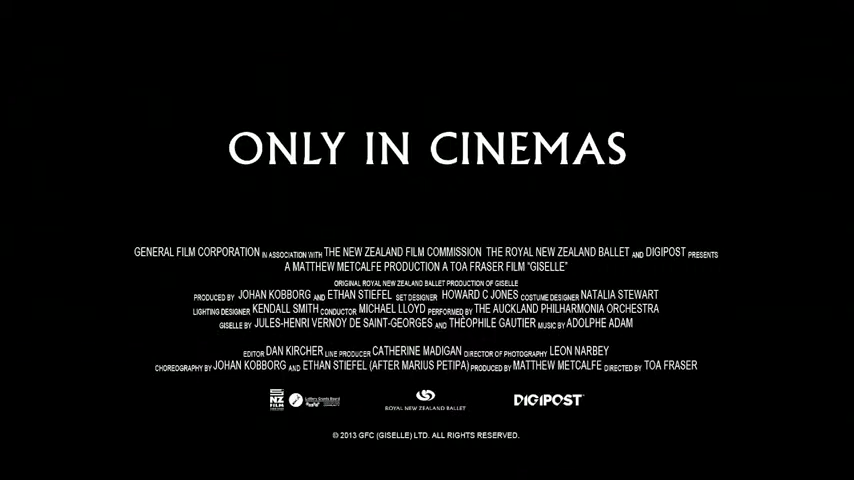 ONLY IN CINEMAS
GENERAL FILM CORPORATION IN ASSOCIATION WITH THE NEW ZEALAND FILM COMMISSION THE ROYAL NEW ZEALAND BALLET AND DIGIPOST PRESENTS
A MATTHEW METCALFE PRODUCTION A TOA FRASER FILM "GISELLE"
ORIGINAL ROYAL NEW ZEALAND BALLET PRODUCTION OF GISELLE
PRODUCED BY JOHAN KOBBORG AND ETHAN STIEFEL SET DESIGNER HOWARD C JONES COSTUME DESIGNER NATALIA STEWART
LIGHTING DESIGNER KENDALL SMITH CONDUCTOR MICHAEL LLOYD PERFORMED BY THE AUCKLAND PHILHARMONIA ORCHESTRA
GISELLE BY JULES-HENRI VERNOY DE SAINT-GEORGES AND THÉOPHILE GAUTIER MUSIC BY ADOLPHE ADAM
EDITOR DAN KIRCHER LINE PRODUCER CATHERINE MADIGAN DIRECTOR OF PHOTOGRAPHY LEON NARBEY
CHOREOGRAPHY BY JOHAN KOBBORG AND ETHAN STIEFEL (AFTER MARIUS PETIPA) PRODUCED BY MATTHEW METCALFE DIRECTED BY TOA FRASER
NZ FILM
Lottery Grants Board
ROYAL NEW ZEALAND BALLET
DIGIPOST
© 2013 GFC (GISELLE) LTD. ALL RIGHTS RESERVED.